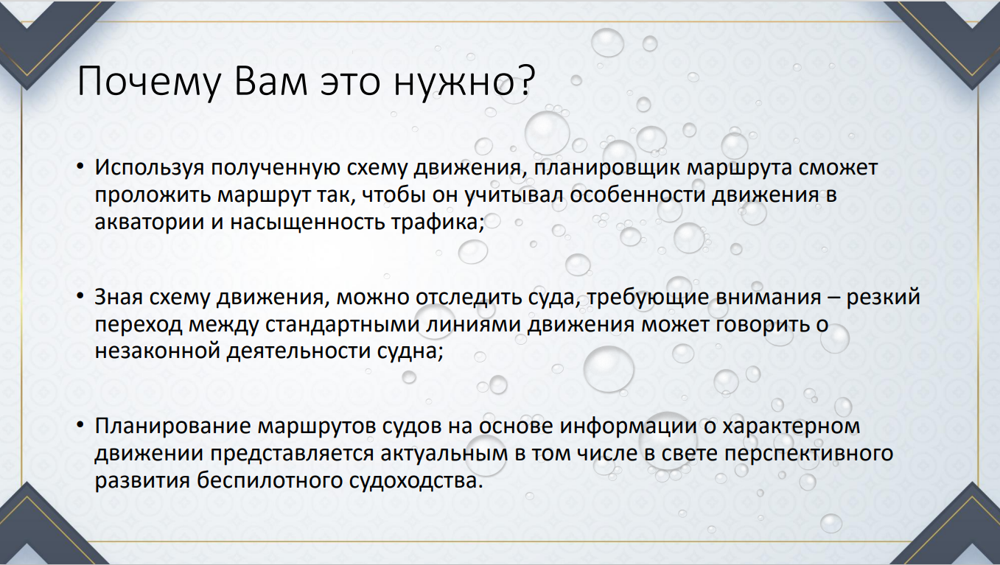 Почему Вам это нужно?
• Используя полученную схему движения, планировщик маршрута сможет
проложить маршрут так, чтобы он учитывал особенности движения в
акватории и насыщенность трафика;
• Зная схему движения, можно отследить суда, требующие внимания – резкий
переход между стандартными линиями движения может говорить о
незаконной деятельности судна;
• Планирование маршрутов судов на основе информации о характерном
движении представляется актуальным в том числе в свете перспективного
развития беспилотного судоходства.